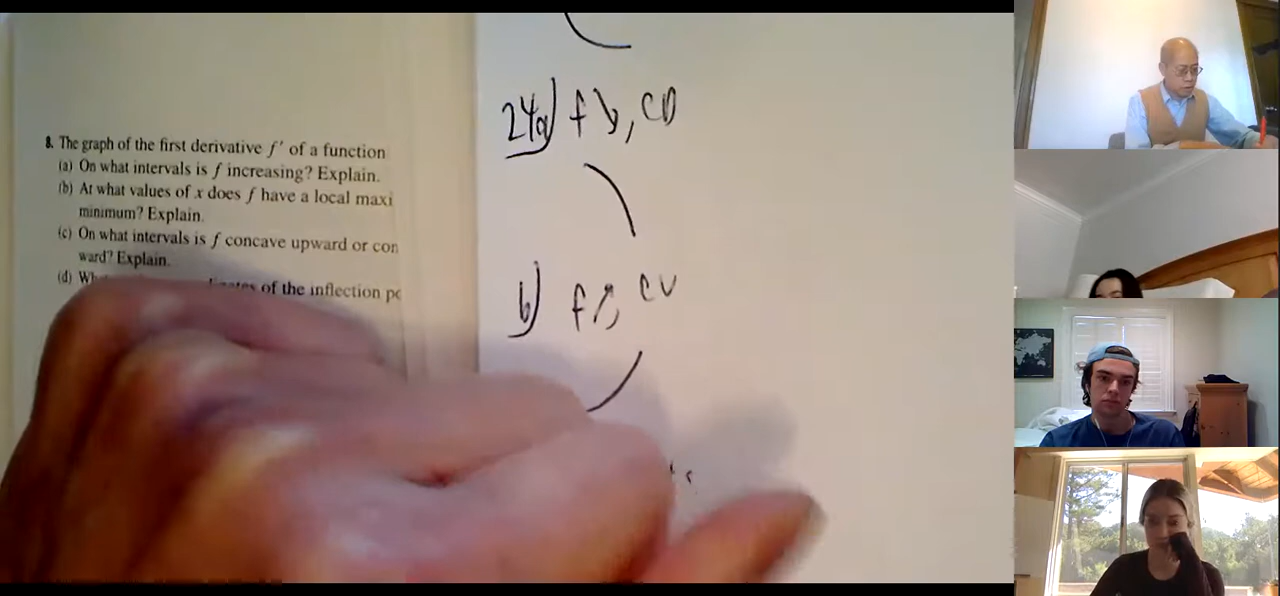 8. The graph of the first derivative f′ of a function
(a) On what intervals is f increasing? Explain.
(b) At what values of x does f have a local maxi
minimum? Explain.
(c) On what intervals is f concave upward or con
ward? Explain.
(d) of the inflection po
24a) f ↘, CD
b) f ↗, CU